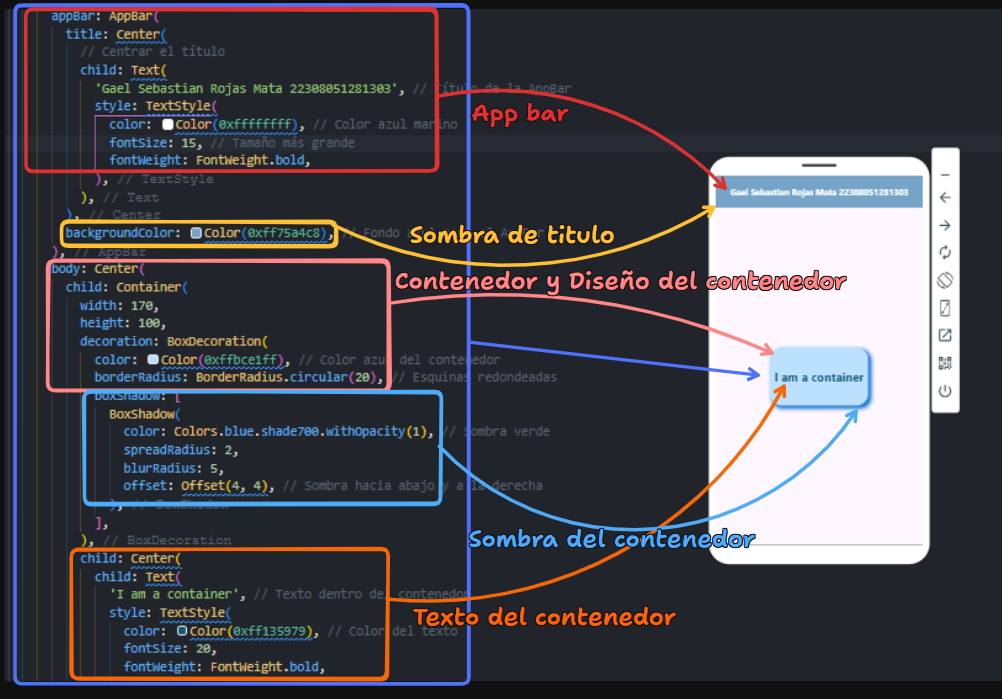 appBar: AppBar(
title: Center(
// Centrar el título
child: Text(
'Gael Sebastian Rojas Mata 22308051281303', // Título de la AppBar
style: TextStyle(
App bar
color: Color(0xffffffff), // Color azul marino
fontSize: 15, // Tamaño más grande
fontWeight: FontWeight.bold,
), // TextStyle
Gael Sebastian Rojas Mata 22308051281303
), // Text
), // Center
backgroundColor: Color(0xff75a4c8), // Fondo
Sombra de titulo
), // AppBar
body: Center(
child: Container(
Contenedor y Diseño del contenedor
width: 170,
height: 100,
decoration: BoxDecoration(
color: Color(0xffbce1ff), // Color azul del contenedor
borderRadius: BorderRadius.circular(20), // Esquinas redondeadas
I am a container
boxShadow: [
BoxShadow(
color: Colors.blue.shade700.withOpacity(1), // Sombra verde
spreadRadius: 2,
blurRadius: 5,
offset: Offset(4, 4), // Sombra hacia abajo y a la derecha
), // BoxShadow
],
), // BoxDecoration
Sombra del contenedor
child: Center(
child: Text(
'I am a container', // Texto dentro del contenedor
style: TextStyle(
Texto del contenedor
color: Color(0xff135979), // Color del texto
fontSize: 20,
fontWeight: FontWeight.bold,